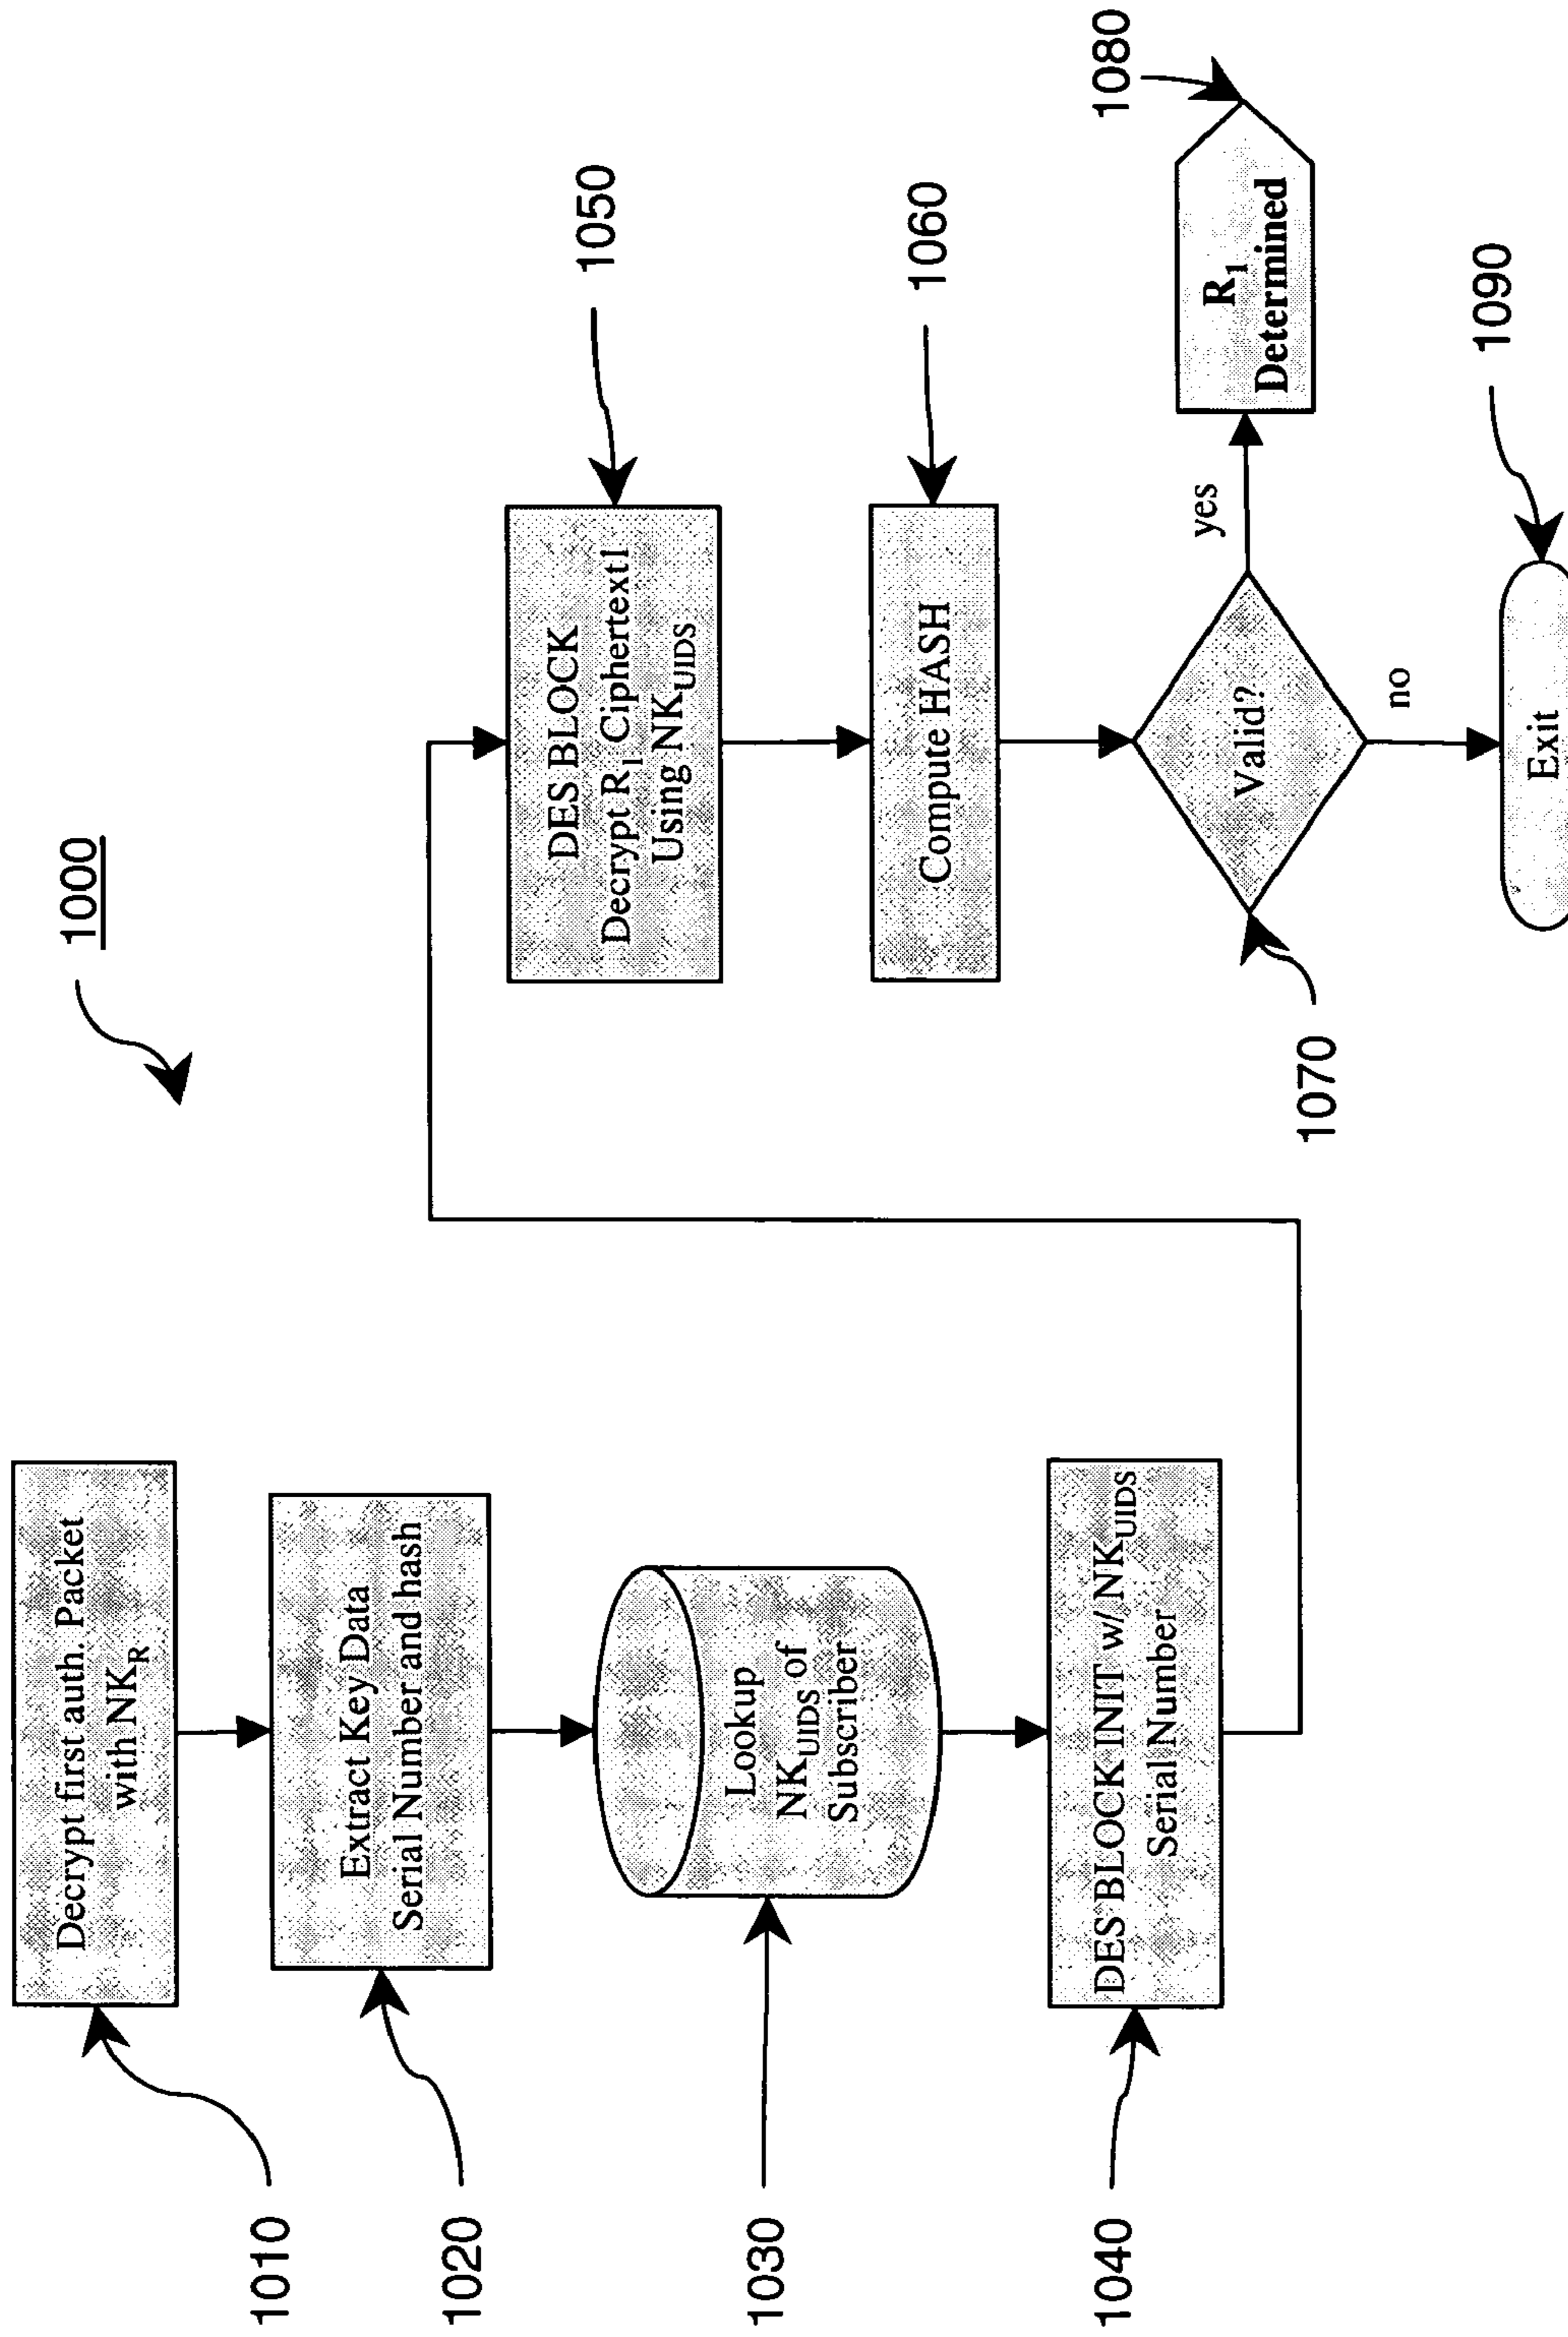 1000
1010
Decrypt first auth. Packet
with NK_R
1020
Extract Key Data
Serial Number and hash
1030
Lookup
NK_UIDS of
Subscriber
1040
DES BLOCK INIT w/ NK_UIDS
Serial Number
1050
DES BLOCK
Decrypt R_1 Ciphertext1
Using NK_UIDS
1060
Compute HASH
1070
Valid?
yes
no
1080
R_1
Determined
1090
Exit